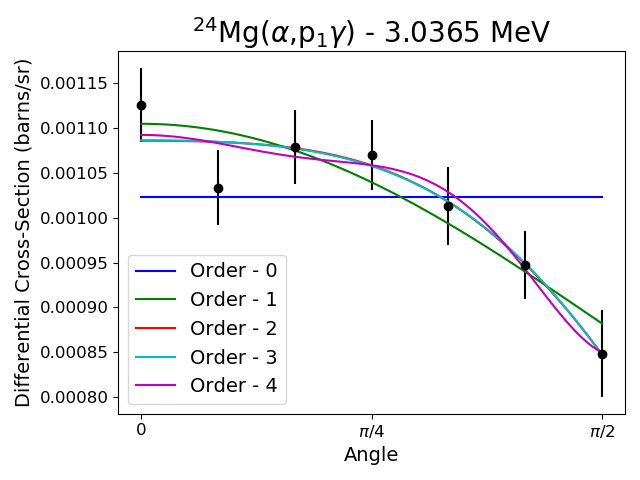 ²⁴Mg(α,p₁γ) - 3.0365 MeV
Differential Cross-Section (barns/sr)
0.00115
0.00110
0.00105
0.00100
0.00095
0.00090
0.00085
0.00080
Order - 0
Order - 1
Order - 2
Order - 3
Order - 4
0 π/4 π/2
Angle